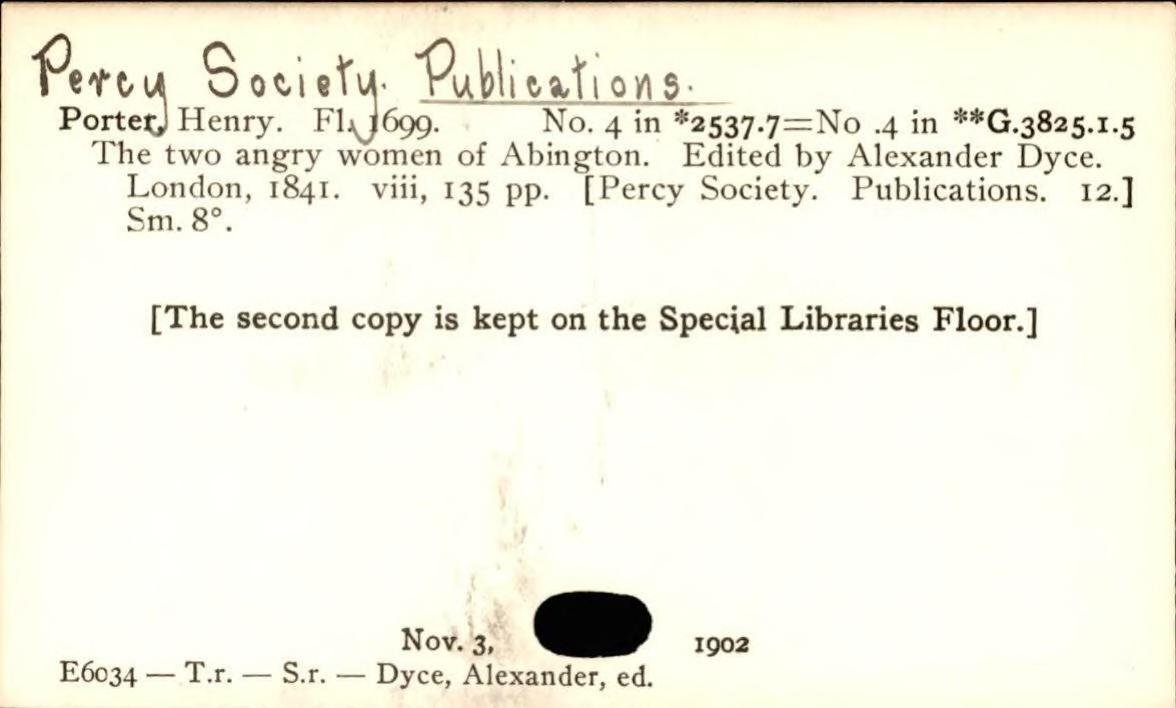 Percy Society. Publications.
Porter, Henry. Fl. 1699. No. 4 in *2537.7=No .4 in **G.3825.1.5
The two angry women of Abington. Edited by Alexander Dyce.
London, 1841. viii, 135 pp. [Percy Society. Publications. 12.]
Sm. 8°.
[The second copy is kept on the Special Libraries Floor.]
Nov. 3, 1902
E6034 — T.r. — S.r. — Dyce, Alexander, ed.